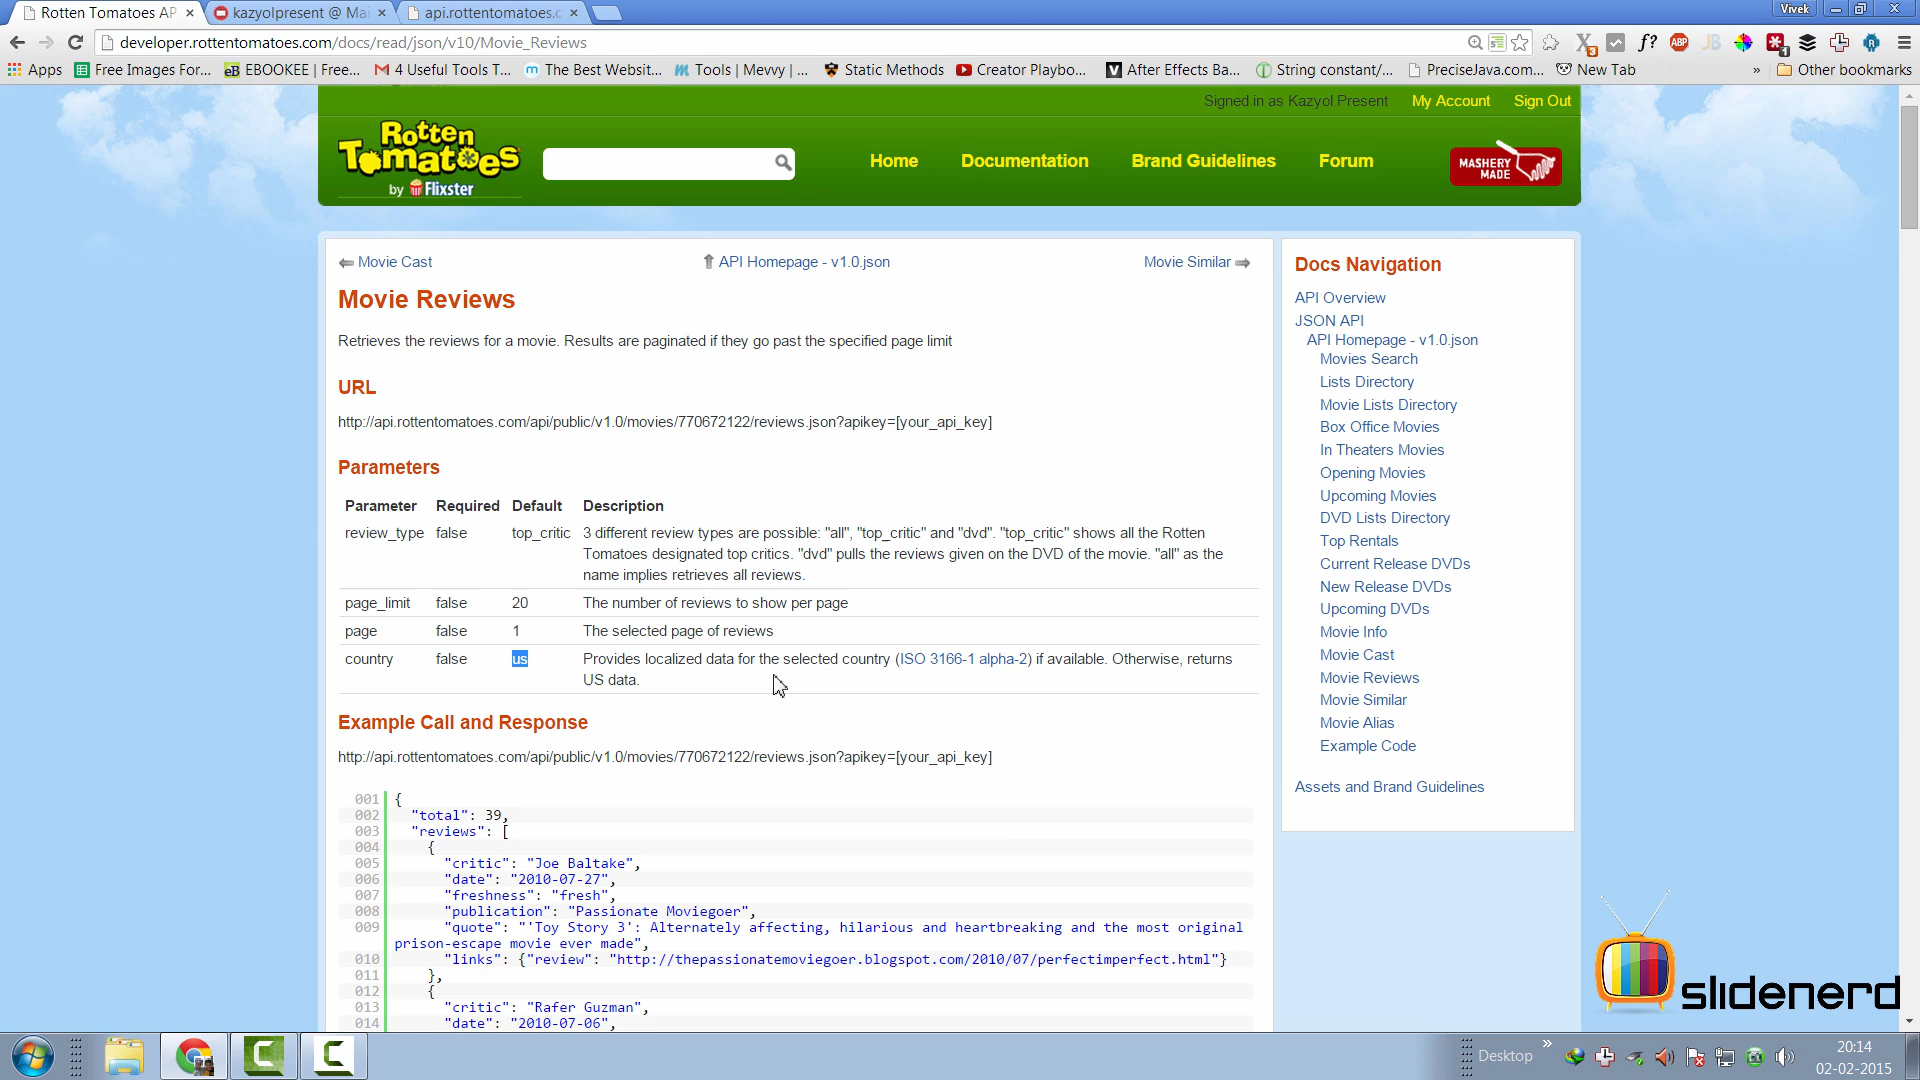 Rotten Tomatoes AP
kazyolpresent @ Mai
api.rottentomatoes.c
Vivek
developer.rottentomatoes.com/docs/read/json/v10/Movie_Reviews
Apps
Free Images For...
EBOOKEE | Free...
4 Useful Tools T...
The Best Websit...
Tools | Mevvy | ...
Static Methods
Creator Playbo...
After Effects Ba...
String constant/...
PreciseJava.com...
New Tab
»
Other bookmarks
Signed in as Kazyol Present
My Account
Sign Out
Rotten
Tomatoes
by Flixster
Home
Documentation
Brand Guidelines
Forum
MASHERY
MADE
Movie Cast
API Homepage - v1.0.json
Movie Similar
Movie Reviews
Retrieves the reviews for a movie. Results are paginated if they go past the specified page limit
URL
http://api.rottentomatoes.com/api/public/v1.0/movies/770672122/reviews.json?apikey=[your_api_key]
Parameters
Parameter Required Default Description
review_type false top_critic 3 different review types are possible: "all", "top_critic" and "dvd". "top_critic" shows all the Rotten
Tomatoes designated top critics. "dvd" pulls the reviews given on the DVD of the movie. "all" as the
name implies retrieves all reviews.
page_limit false 20 The number of reviews to show per page
page false 1 The selected page of reviews
country false us Provides localized data for the selected country (ISO 3166-1 alpha-2) if available. Otherwise, returns
US data.
Example Call and Response
http://api.rottentomatoes.com/api/public/v1.0/movies/770672122/reviews.json?apikey=[your_api_key]
001 {
002 "total": 39,
003 "reviews": [
004 {
005 "critic": "Joe Baltake",
006 "date": "2010-07-27",
007 "freshness": "fresh",
008 "publication": "Passionate Moviegoer",
009 "quote": "'Toy Story 3': Alternately affecting, hilarious and heartbreaking and the most original
prison-escape movie ever made",
010 "links": {"review": "http://thepassionatemoviegoer.blogspot.com/2010/07/perfectimperfect.html"}
011 },
012 {
013 "critic": "Rafer Guzman",
014 "date": "2010-07-06",
Docs Navigation
API Overview
JSON API
API Homepage - v1.0.json
Movies Search
Lists Directory
Movie Lists Directory
Box Office Movies
In Theaters Movies
Opening Movies
Upcoming Movies
DVD Lists Directory
Top Rentals
Current Release DVDs
New Release DVDs
Upcoming DVDs
Movie Info
Movie Cast
Movie Reviews
Movie Similar
Movie Alias
Example Code
Assets and Brand Guidelines
slidenerd
Desktop
»
20:14
02-02-2015